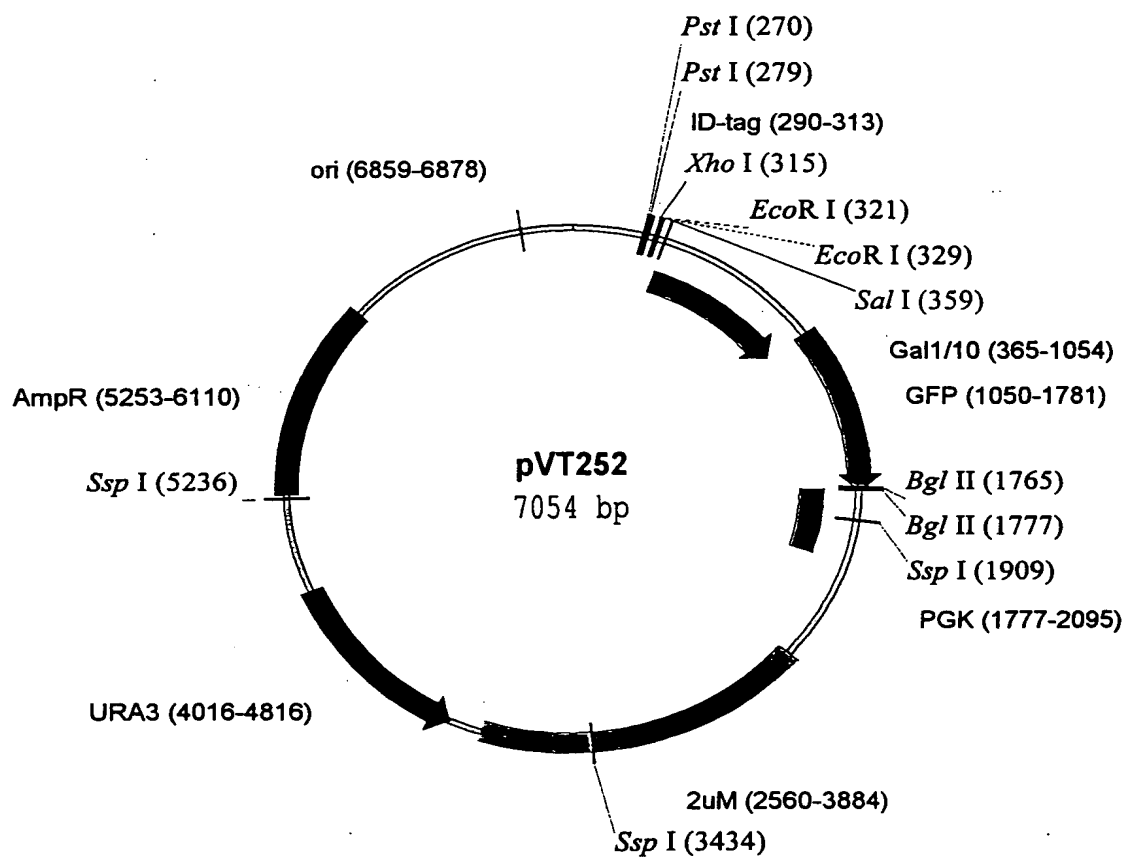 Pst I (270)
Pst I (279)
ID-tag (290-313)
ori (6859-6878)
Xho I (315)
EcoR I (321)
EcoR I (329)
Sal I (359)
Gal1/10 (365-1054)
AmpR (5253-6110)
GFP (1050-1781)
pVT252
Ssp I (5236)
Bgl II (1765)
7054 bp
Bgl II (1777)
Ssp I (1909)
PGK (1777-2095)
URA3 (4016-4816)
2uM (2560-3884)
Ssp I (3434)